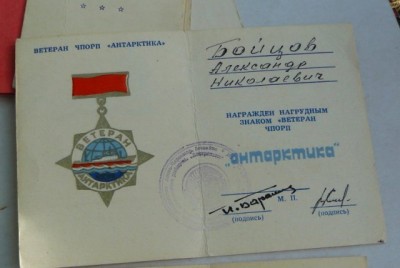 ВЕТЕРАН ЧПОРП «АНТАРКТИКА»
ВЕТЕРАН
АНТАРКТИКА
Бойцов
Александр
Николаевич
НАГРАЖДЕН НАГРУДНЫМ
ЗНАКОМ «ВЕТЕРАН
ЧПОРП
"антарктика"
М. П.
(подпись)
(подпись)